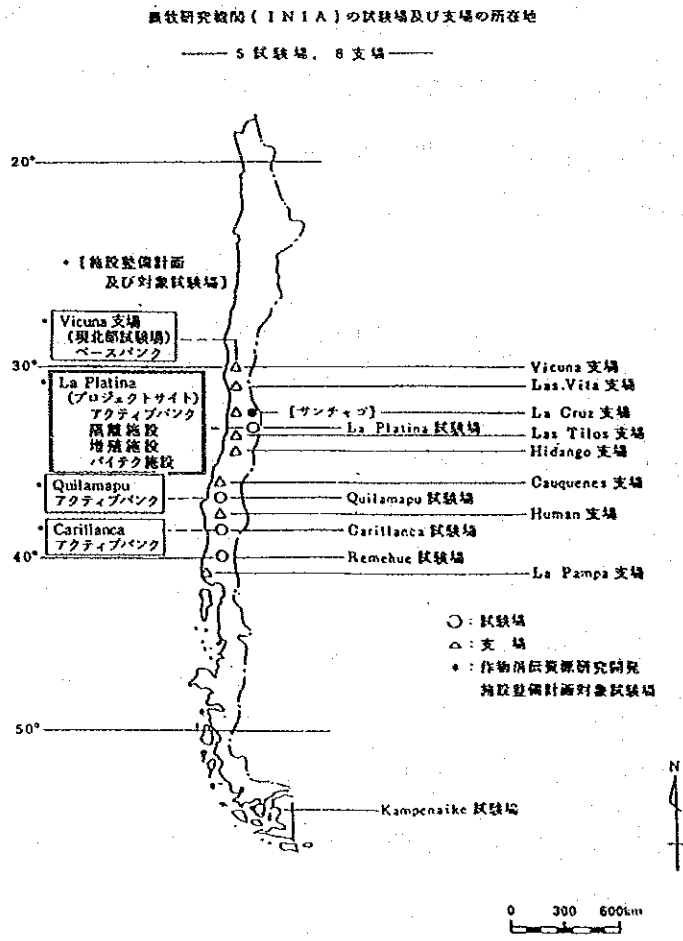 農牧研究機関（ＩＮＩＡ）の試験場及び支場の所在地
５試験場，８支場
20°
* 〔施設整備計画
及び対象試験場〕
* Vicuna 支場
(現北部試験場)
ベースバンク
30°
* La Platina
(プロジェクトサイト)
アクティブバンク
隔離施設
増殖施設
バイテク施設
* Quilamapu
アクティブバンク
* Carillanca
アクティブバンク
40°
50°
Vicuna 支場
Las.Vita 支場
〔サンチャゴ〕
La Cruz 支場
La Platina 試験場
Las Tilos 支場
Hidango 支場
Cauquenes 支場
Quilamapu 試験場
Human 支場
Carillanca 試験場
Remehue 試験場
La Pampa 支場
○：試験場
△：支 場
*：作物遺伝資源研究開発
施設整備計画対象試験場
Kampenaike 試験場
N
0 300 600km